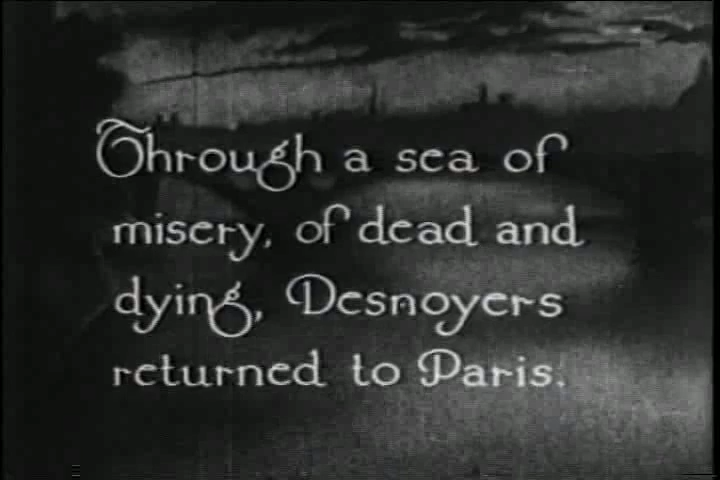 Through a sea of
misery, of dead and
dying, Desnoyers
returned to Paris.